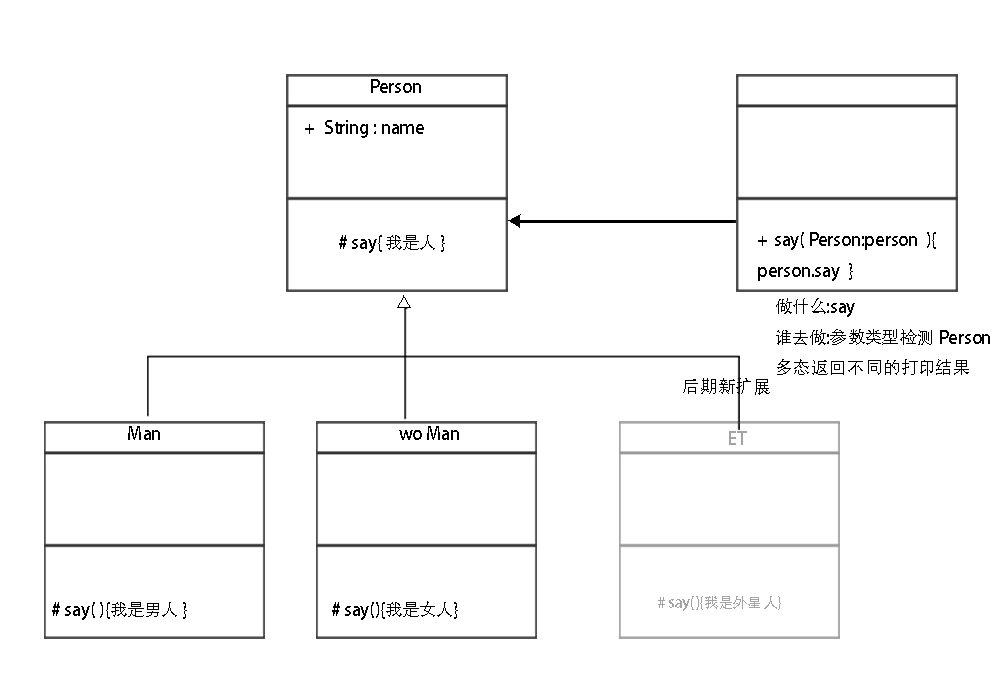 Person
+ String : name
# say{ 我是人 }
+ say( Person:person ){
person.say }
做什么:say
谁去做:参数类型检测 Person
多态返回不同的打印结果
后期新扩展
Man
# say( ){我是男人 }
wo Man
# say(){我是女人}
ET
# say(){我是外星人}